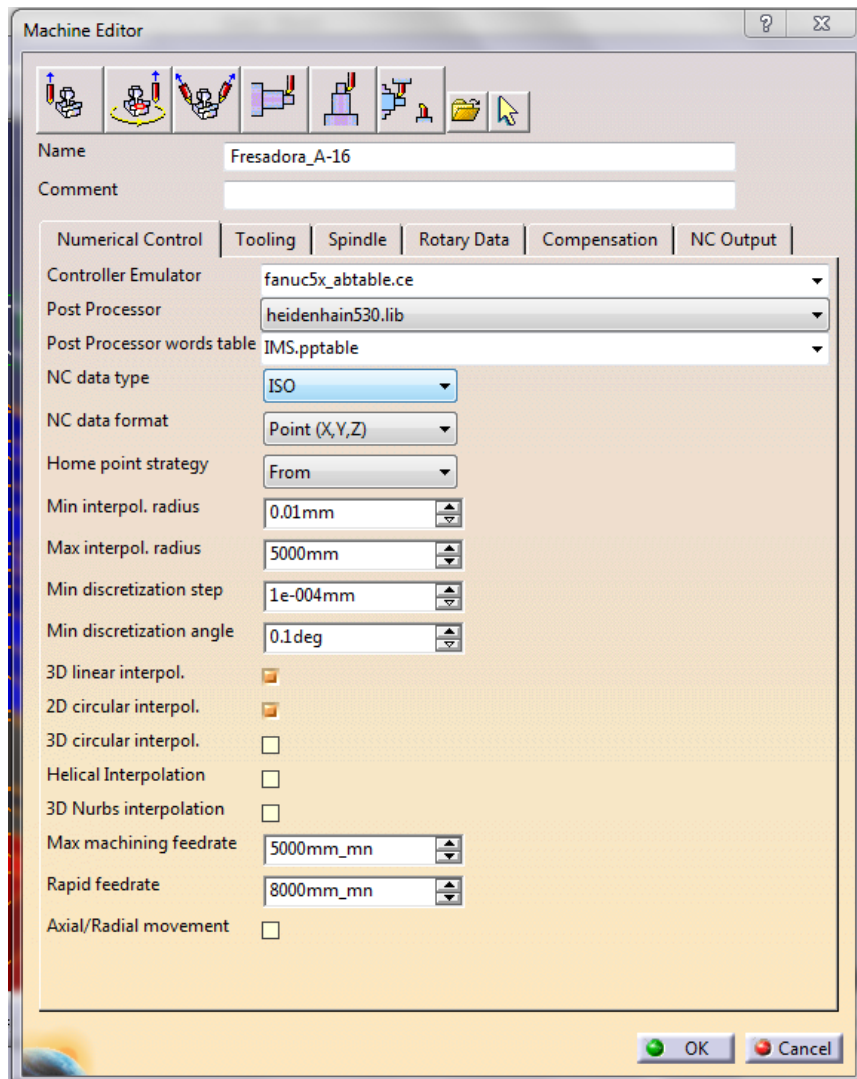 Machine Editor
Name Fresadora_A-16
Comment
Numerical Control Tooling Spindle Rotary Data Compensation NC Output
Controller Emulator fanuc5x_abtable.ce
Post Processor heidenhain530.lib
Post Processor words table IMS.pptable
NC data type ISO
NC data format Point (X,Y,Z)
Home point strategy From
Min interpol. radius 0.01mm
Max interpol. radius 5000mm
Min discretization step 1e-004mm
Min discretization angle 0.1deg
3D linear interpol.
2D circular interpol.
3D circular interpol.
Helical Interpolation
3D Nurbs interpolation
Max machining feedrate 5000mm_mn
Rapid feedrate 8000mm_mn
Axial/Radial movement
OK Cancel